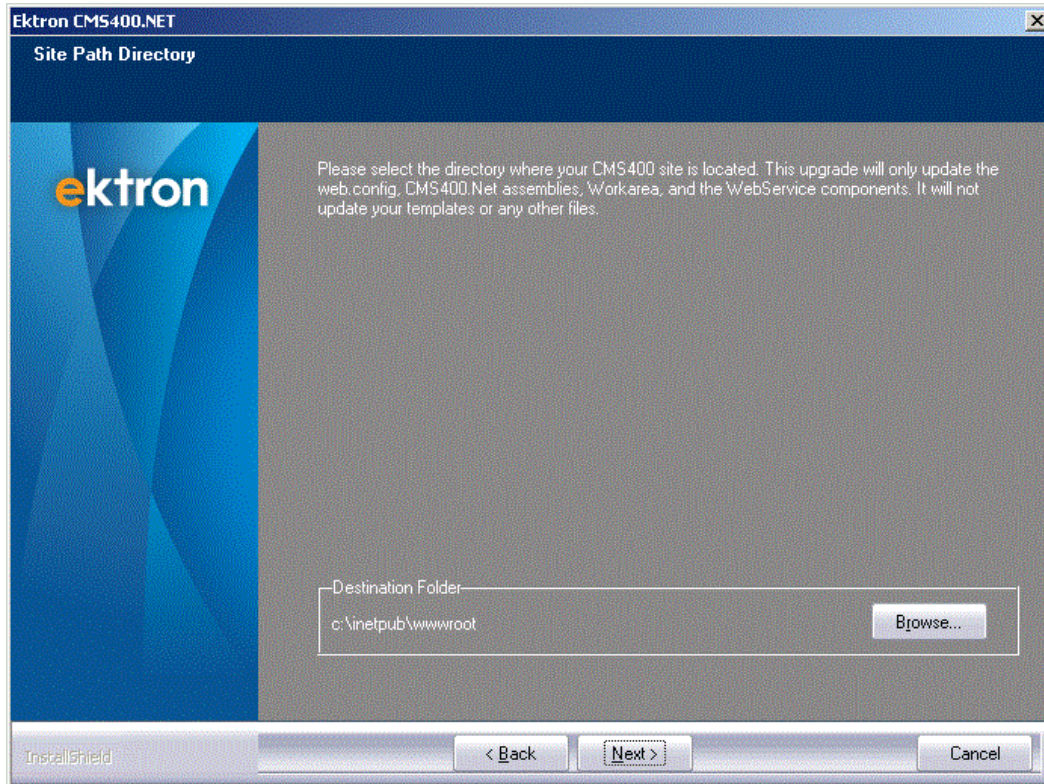 Ektron CMS400.NET
Site Path Directory
ektron
Please select the directory where your CMS400 site is located. This upgrade will only update the
web.config, CMS400.Net assemblies, Workarea, and the WebService components. It will not
update your templates or any other files.
Destination Folder
c:\inetpub\wwwroot
Browse...
InstallShield
< Back
Next >
Cancel